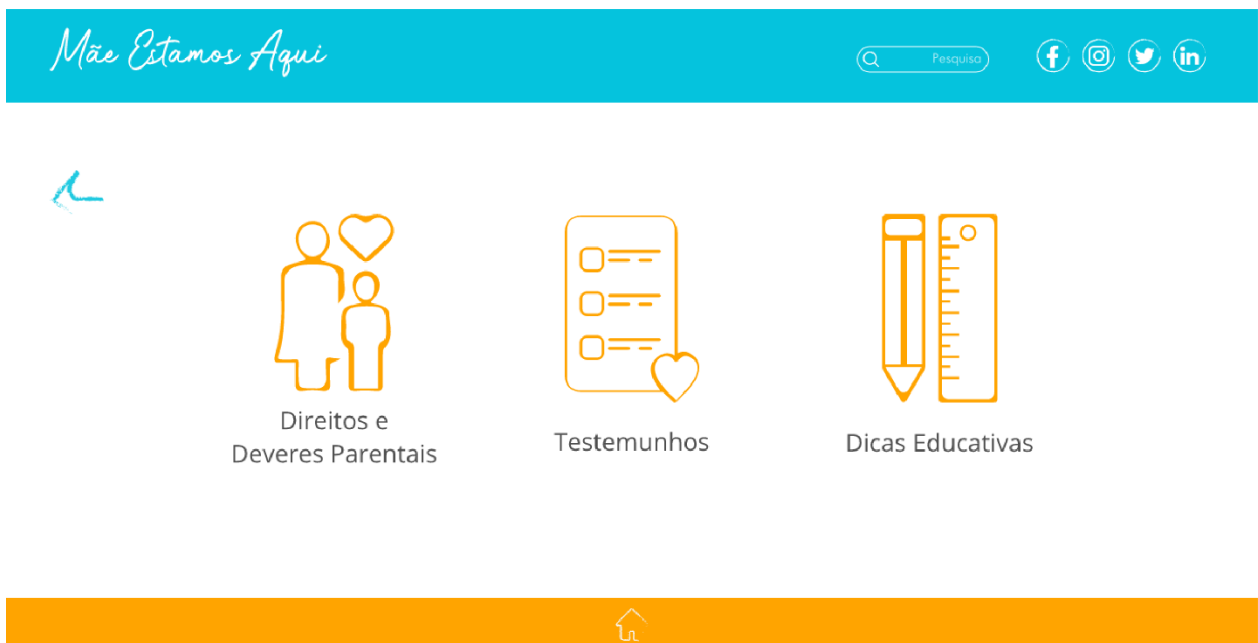 Mãe Estamos Aqui
Pesquisa
Direitos e
Deveres Parentais
Testemunhos
Dicas Educativas